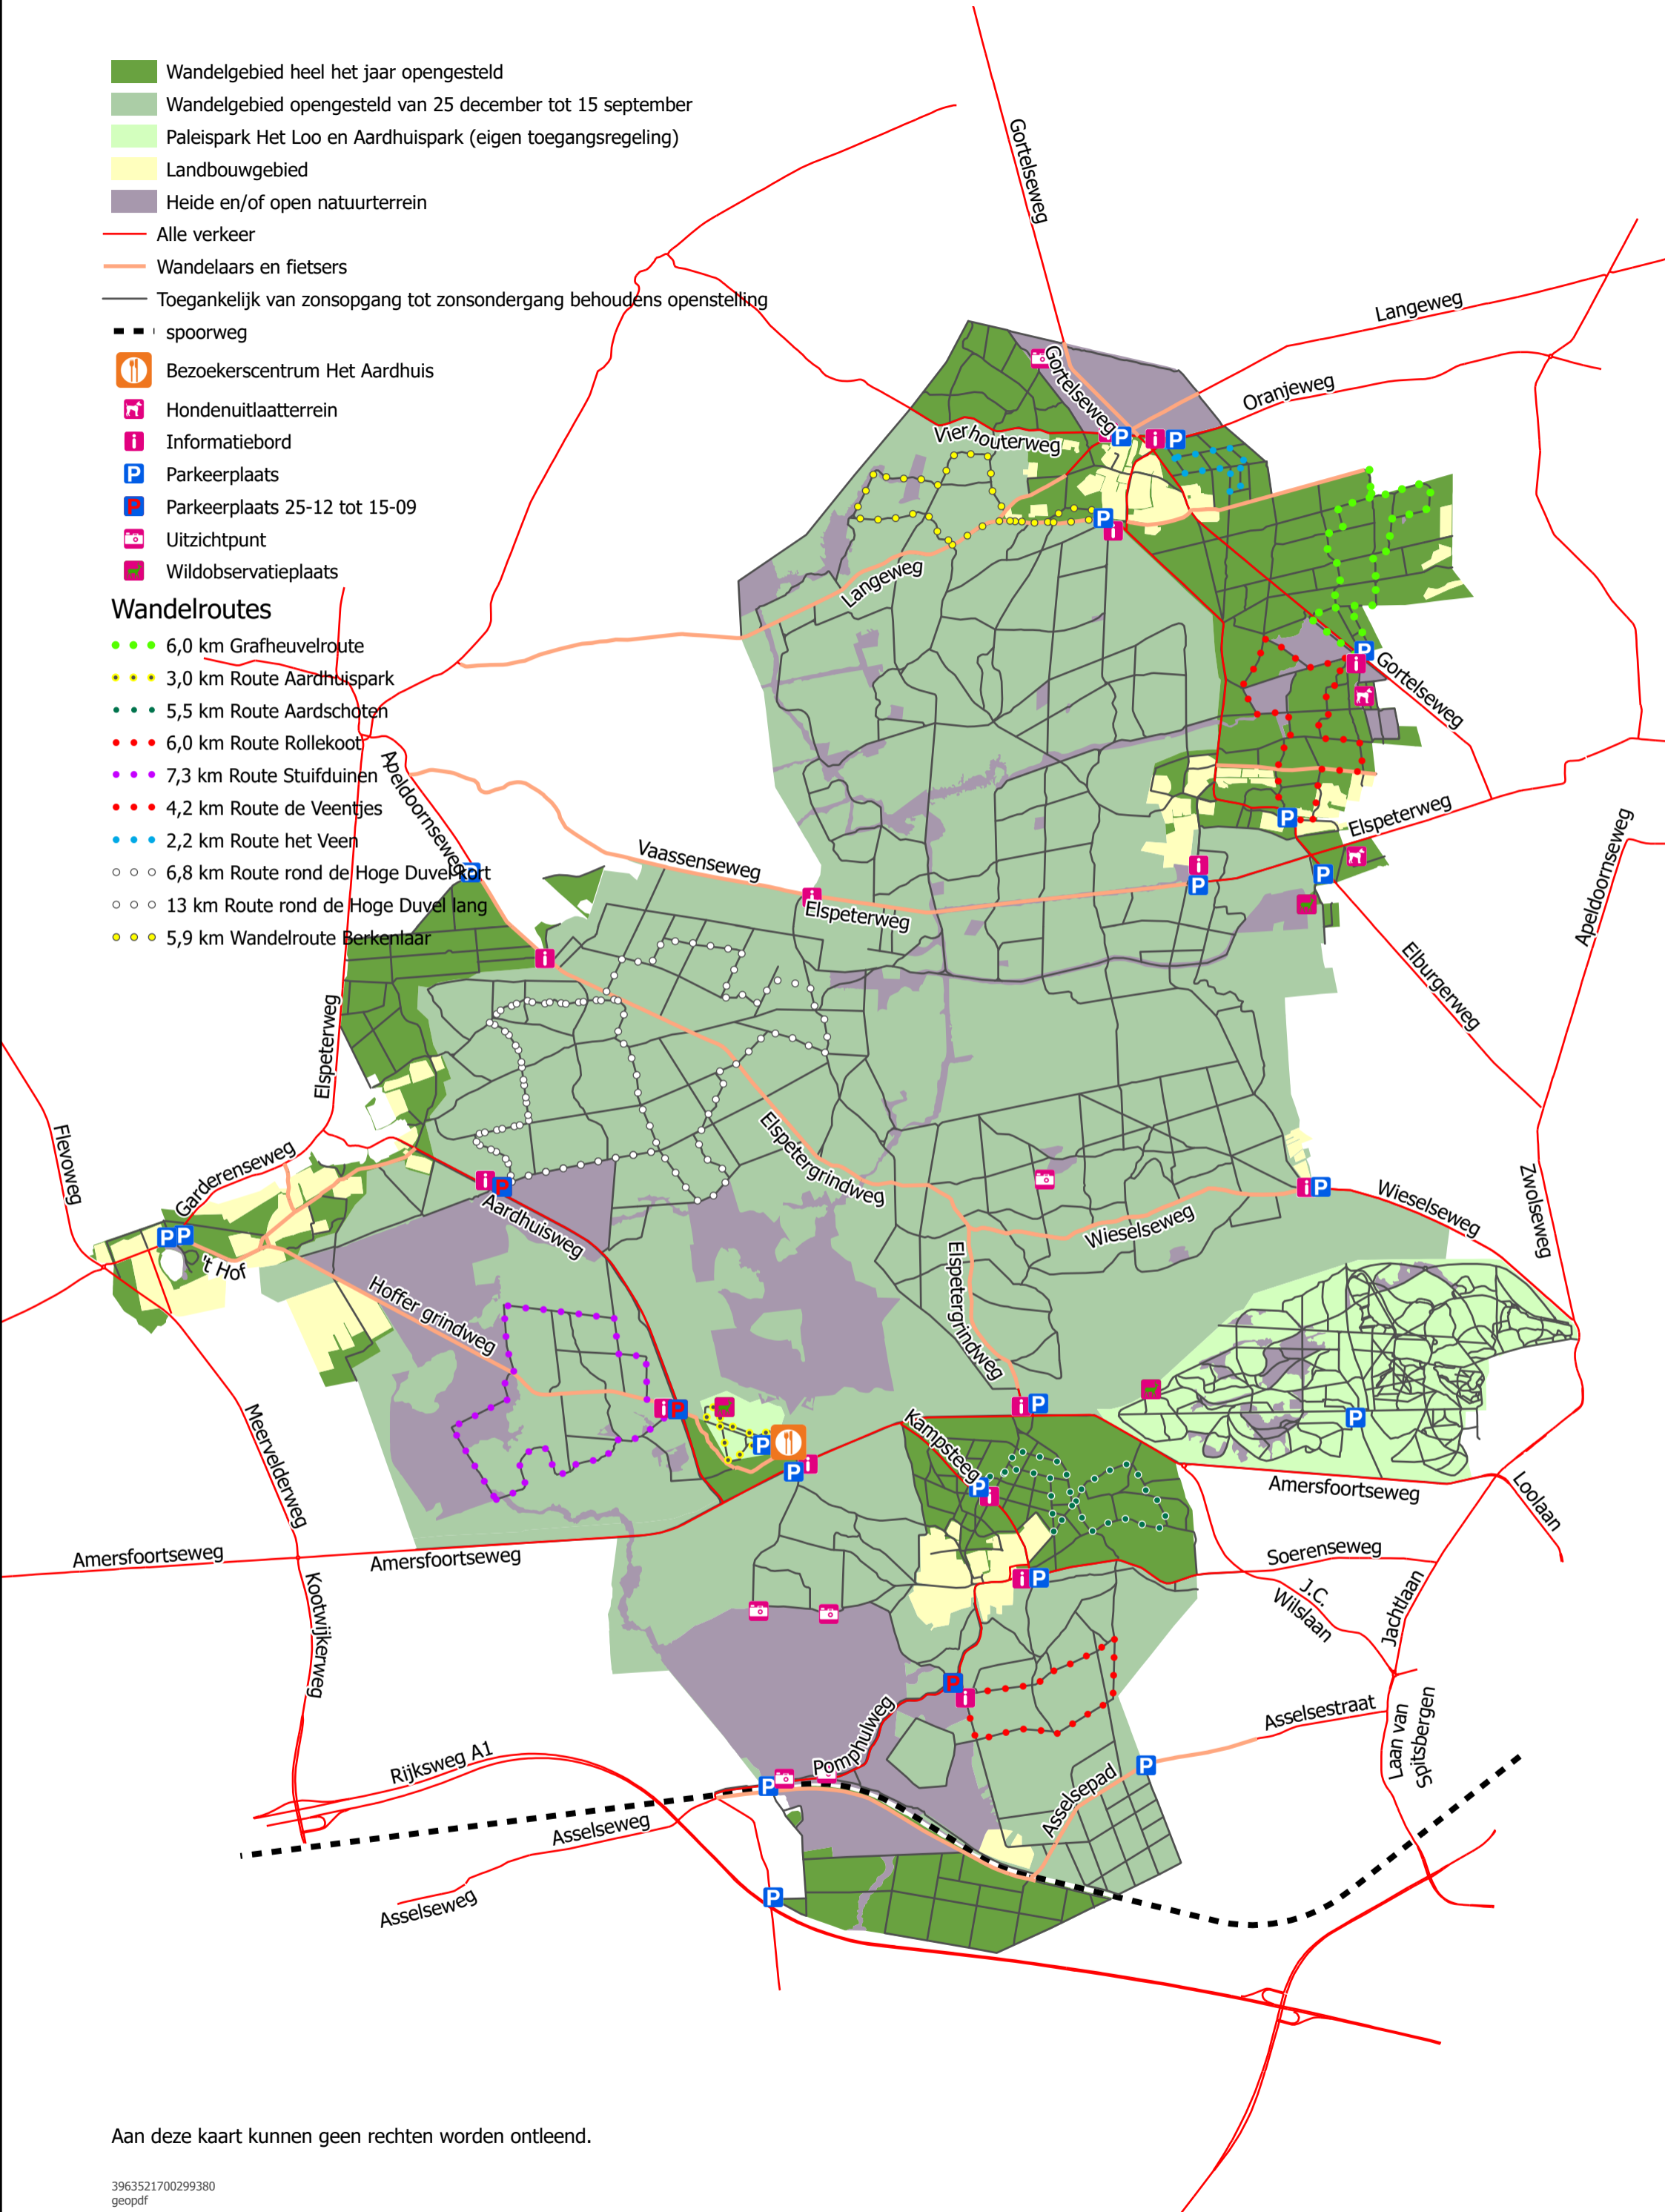 Wandelgebied heel het jaar opengesteld
Wandelgebied opengesteld van 25 december tot 15 september
Paleispark Het Loo en Aardhuispark (eigen toegangsregeling)
Landbouwgebied
Heide en/of open natuurterrein
Alle verkeer
Wandelaars en fietsers
Toegankelijk van zonsopgang tot zonsondergang behoudens openstelling
spoorweg
Bezoekerscentrum Het Aardhuis
Hondenuitlaatterrein
Informatiebord
P Parkeerplaats
P Parkeerplaats 25-12 tot 15-09
Uitzichtpunt
Wildobservatieplaats
Wandelroutes
6,0 km Grafheuvelroute
3,0 km Route Aardhuispark
5,5 km Route Aardschoten
6,0 km Route Rollekoot
7,3 km Route Stuifduinen
4,2 km Route de Veentjes
2,2 km Route het Veen
6,8 km Route rond de Hoge Duvel kort
13 km Route rond de Hoge Duvel lang
5,9 km Wandelroute Berkenlaar
Gortelseweg
Langeweg
Oranjeweg
Gortelseweg
Vierhouterweg
Langeweg
Gortelseweg
Elspeterweg
Apeldoornseweg
Apeldoornseweg
Vaassenseweg
Elspeterweg
Elburgerweg
Elspeterweg
Flevoweg
Garderenseweg
Elspetergrindweg
Wieselseweg
Wieselseweg
Zwolseweg
Aardhuisweg
't Hof
Hoffer grindweg
Elspetergrindweg
Meervelderweg
Kampsteeg
Amersfoortseweg
Loolaan
Amersfoortseweg
Amersfoortseweg
Soerenseweg
J.C.
Wilslaan
Jachtlaan
Kootwijkerweg
Asselsestraat
Laan van
Spitsbergen
Pomphulweg
Rijksweg A1
Asselsepad
Asselseweg
Asselseweg
Aan deze kaart kunnen geen rechten worden ontleend.
3963521700299380
geopdf